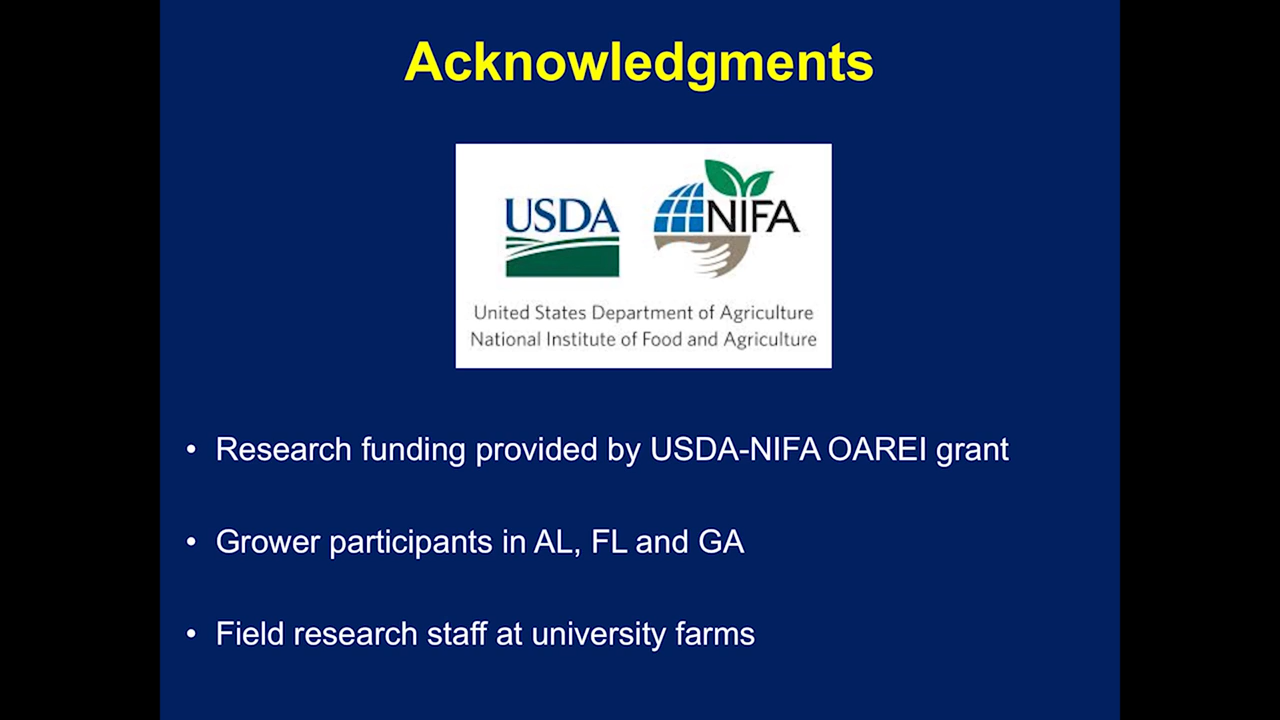 Acknowledgments
USDA
NIFA
United States Department of Agriculture
National Institute of Food and Agriculture
• Research funding provided by USDA-NIFA OAREI grant
• Grower participants in AL, FL and GA
• Field research staff at university farms